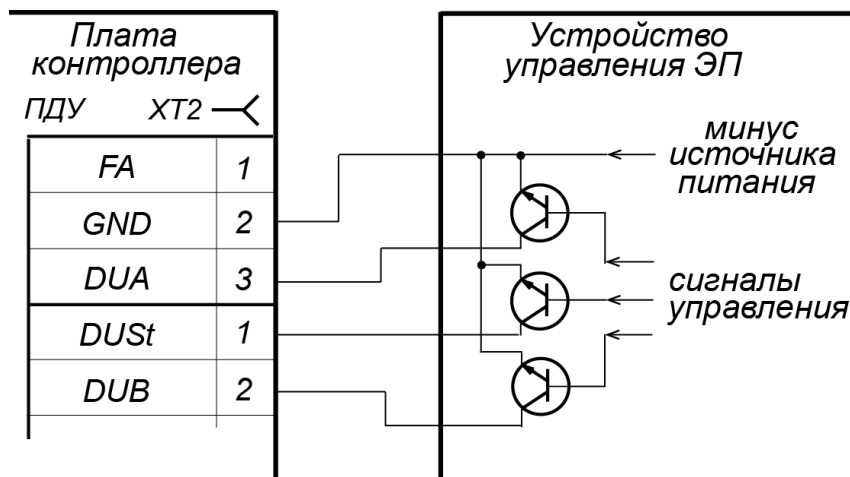 Плата
контроллера
ПДУ XT2
FA 1
GND 2
DUA 3
DUSt 1
DUB 2
Устройство
управления ЭП
минус
источника
питания
сигналы
управления